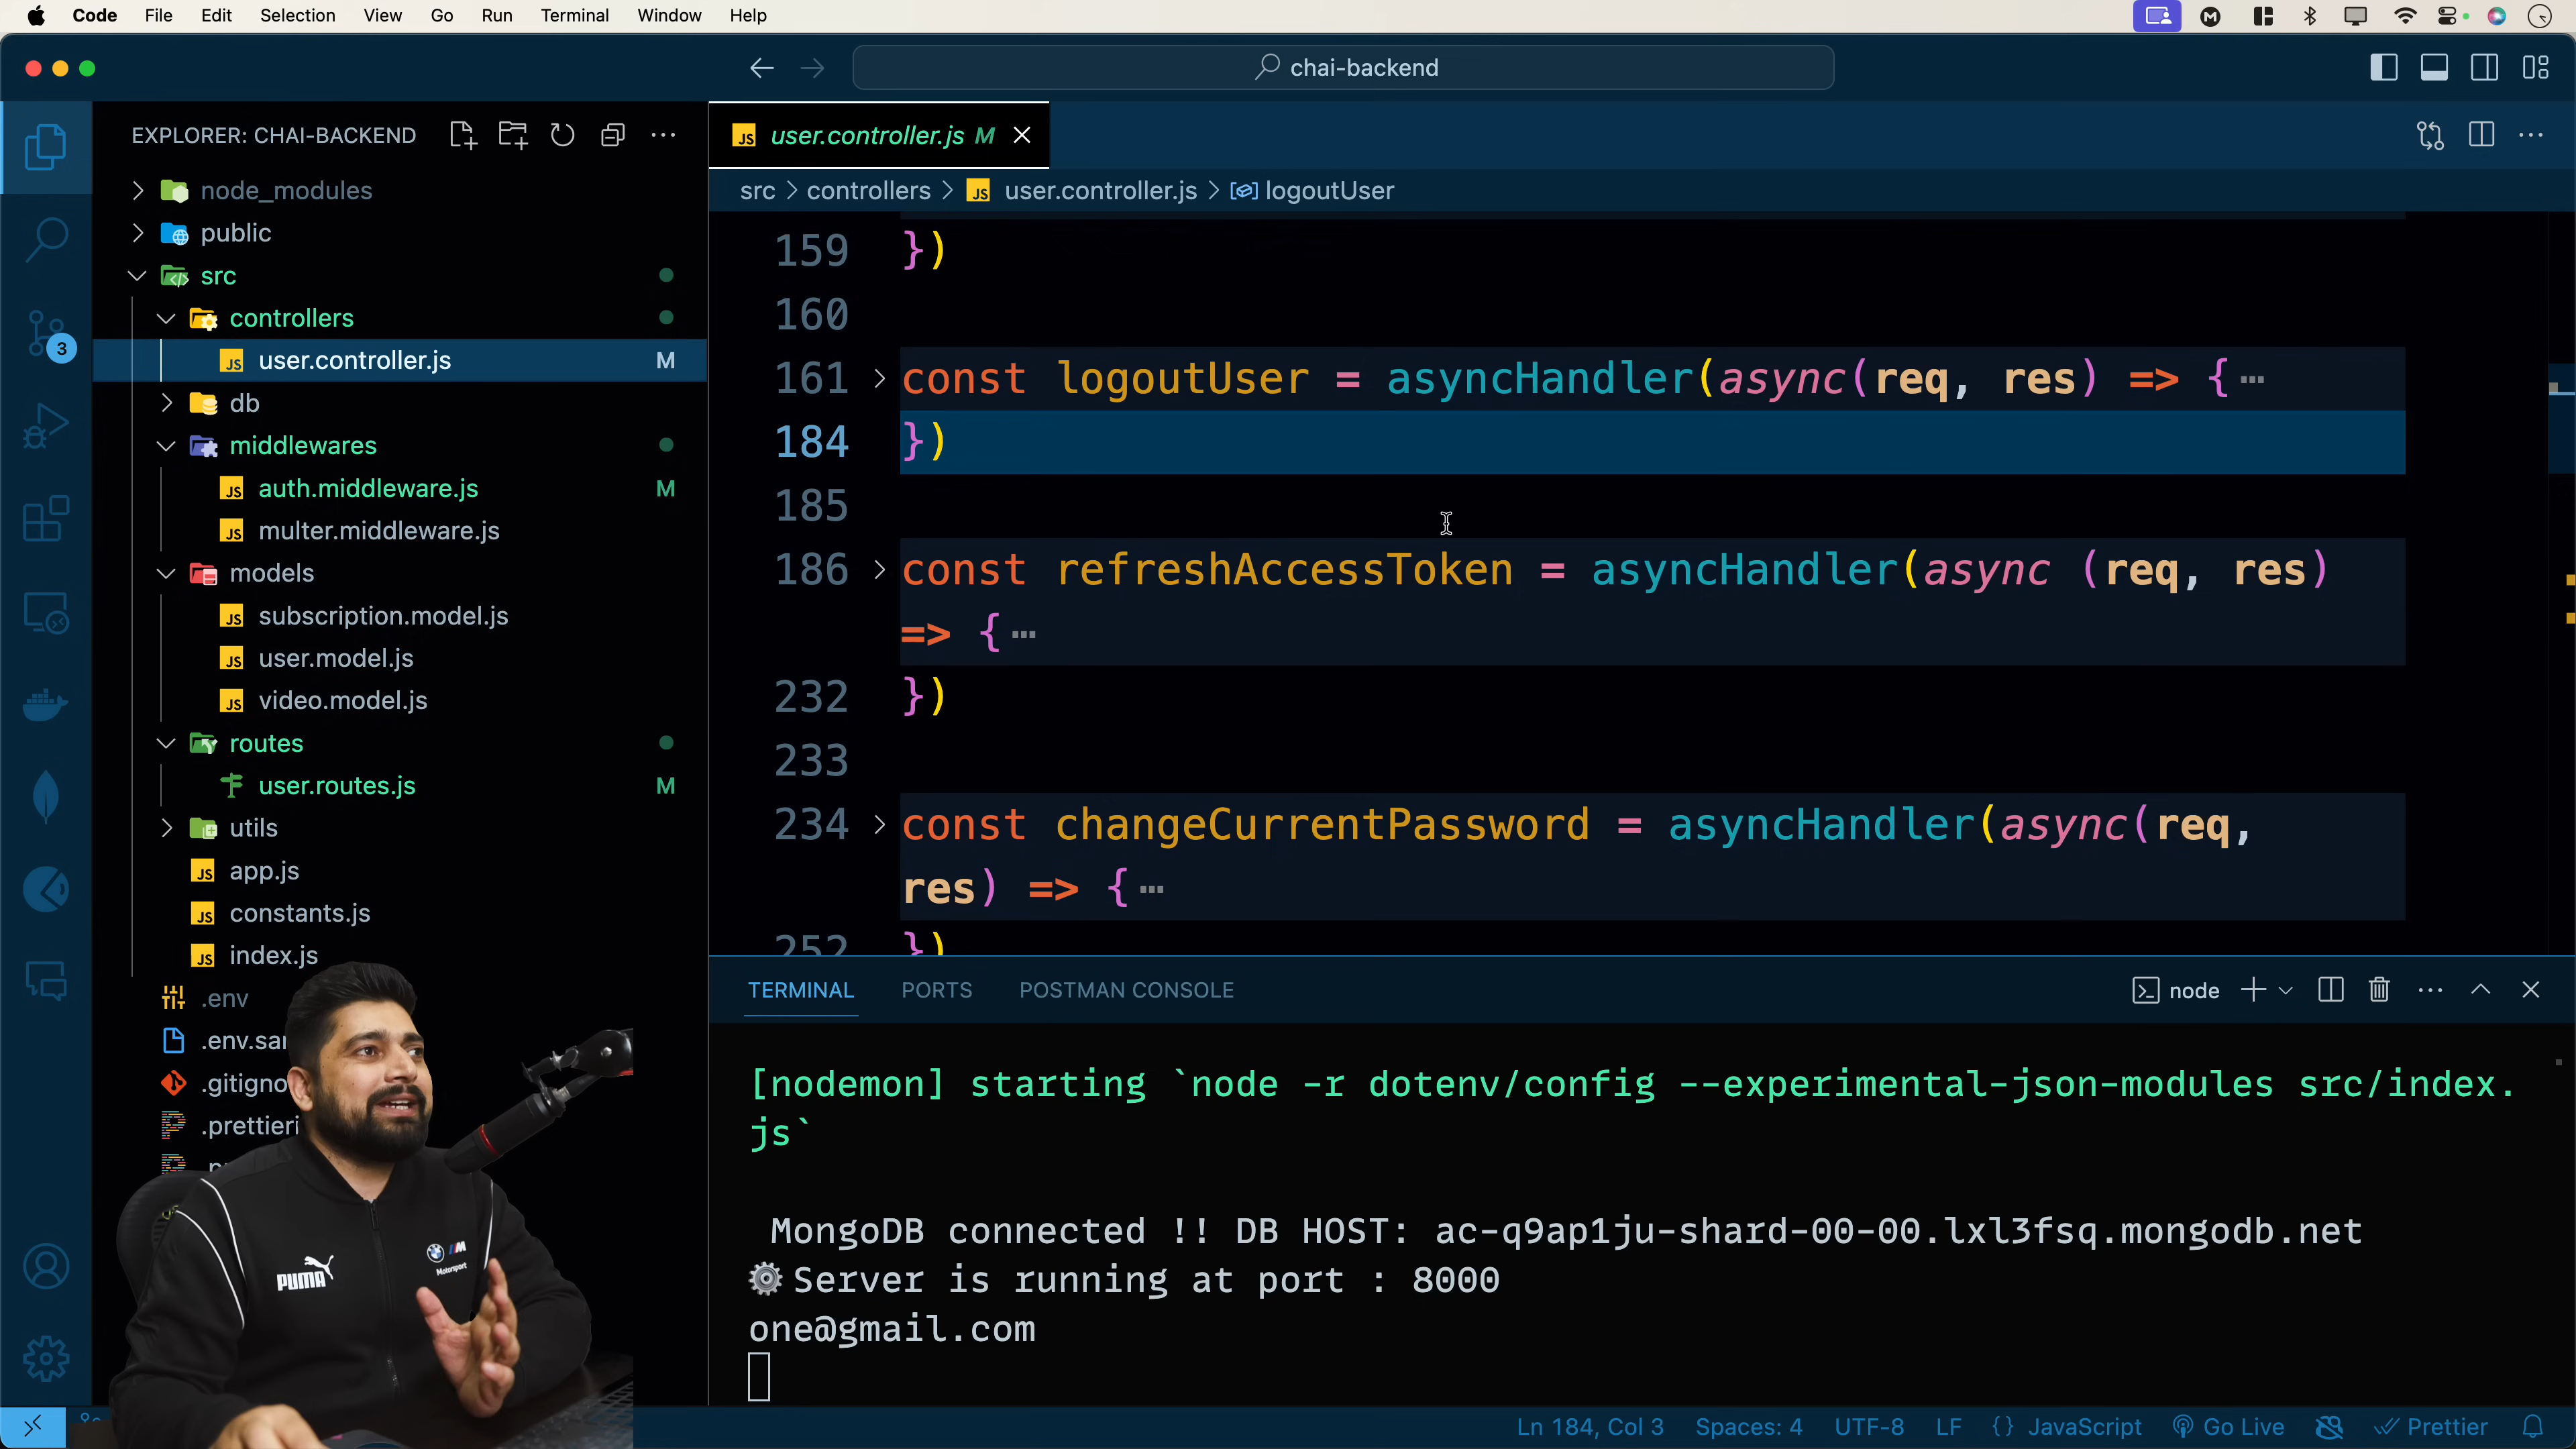 Code File Edit Selection View Go Run Terminal Window Help
chai-backend
EXPLORER: CHAI-BACKEND
node_modules
public
src
controllers
user.controller.js M
db
middlewares
auth.middleware.js M
multer.middleware.js
models
subscription.model.js
user.model.js
video.model.js
routes
user.routes.js M
utils
app.js
constants.js
index.js
.env
3
user.controller.js M
src > controllers > JS user.controller.js > logoutUser
159 })
160
161 const logoutUser = asyncHandler(async(req, res) => {…
184 })
185
186 const refreshAccessToken = asyncHandler(async (req, res)
=> {…
232 })
233
234 const changeCurrentPassword = asyncHandler(async(req,
res) => {…
252 })
TERMINAL PORTS POSTMAN CONSOLE
node
[nodemon] starting `node -r dotenv/config --experimental-json-modules src/index.
js`
MongoDB connected !! DB HOST: ac-q9ap1ju-shard-00-00.lxl3fsq.mongodb.net
Server is running at port : 8000
one@gmail.com
PUMA
M
Motorsport
Ln 184, Col 3 Spaces: 4 UTF-8 LF {} JavaScript Go Live Prettier